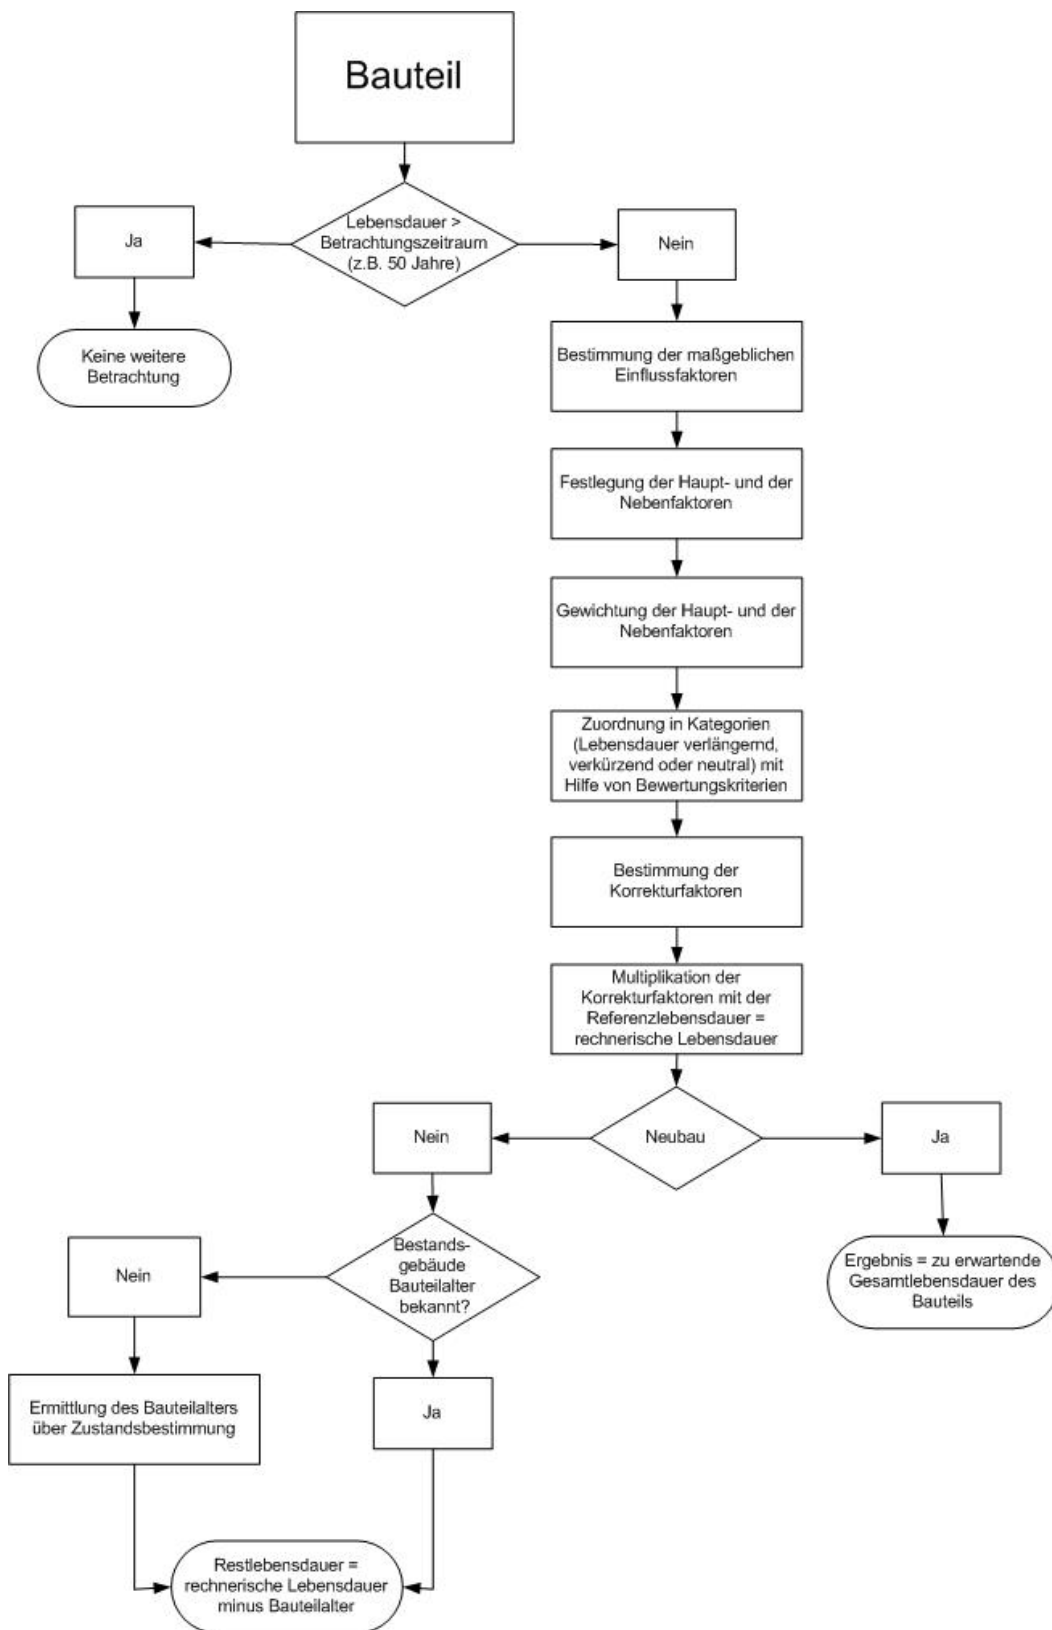 Bauteil
Lebensdauer >
Betrachtungszeitraum
(z.B. 50 Jahre)
Ja
Nein
Keine weitere
Betrachtung
Bestimmung der maßgeblichen
Einflussfaktoren
Festlegung der Haupt- und der
Nebenfaktoren
Gewichtung der Haupt- und der
Nebenfaktoren
Zuordnung in Kategorien
(Lebensdauer verlängernd,
verkürzend oder neutral) mit
Hilfe von Bewertungskriterien
Bestimmung der
Korrekturfaktoren
Multiplikation der
Korrekturfaktoren mit der
Referenzlebensdauer =
rechnerische Lebensdauer
Nein
Neubau
Ja
Bestands-
gebäude
Bauteilalter
bekannt?
Nein
Ergebnis = zu erwartende
Gesamtlebensdauer des
Bauteils
Ermittlung des Bauteilalters
über Zustandsbestimmung
Ja
Restlebensdauer =
rechnerische Lebensdauer
minus Bauteilalter